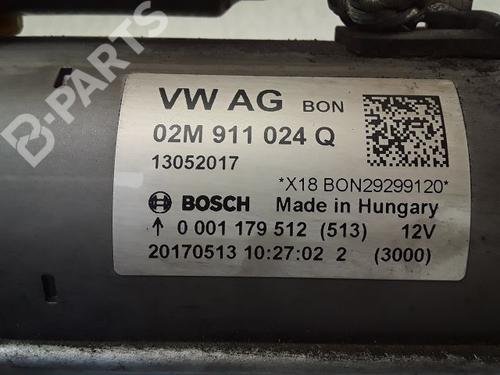 B-PARTS
VW AG BON
02M 911 024 Q
13052017
*X18 BON29299120*
BOSCH Made in Hungary
↑ 0 001 179 512 (513) 12V
20170513 10:27:02 2 (3000)